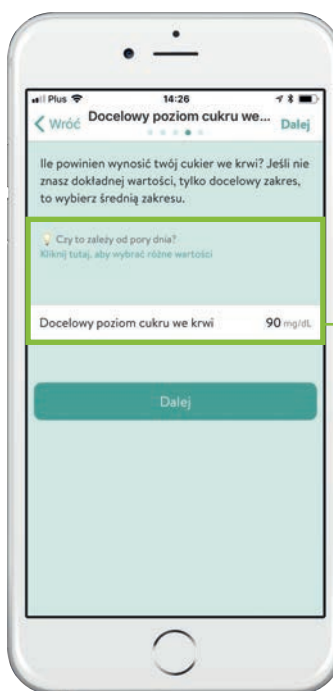 Plus 14:26
Wróć Docelowy poziom cukru we... Dalej
Ile powinien wynosić twój cukier we krwi? Jeśli nie
znasz dokładnej wartości, tylko docelowy zakres,
to wybierz średnią zakresu.
Czy to zależy od pory dnia?
Kliknij tutaj, aby wybrać różne wartości
Docelowy poziom cukru we krwi 90 mg/dL
Dalej